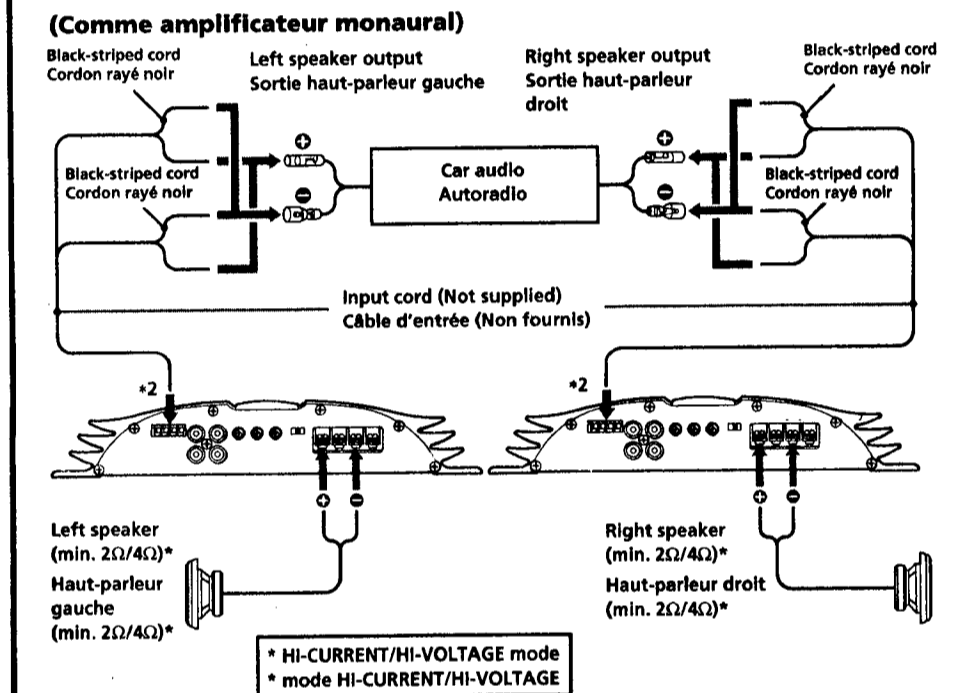 (Comme amplificateur monaural)
Black-striped cord
Cordon rayé noir
Left speaker output
Sortie haut-parleur gauche
Right speaker output
Sortie haut-parleur
droit
Black-striped cord
Cordon rayé noir
Black-striped cord
Cordon rayé noir
Car audio
Autoradio
Black-striped cord
Cordon rayé noir
Input cord (Not supplied)
Câble d'entrée (Non fournis)
*2
*2
Left speaker
(min. 2Ω/4Ω)*
Haut-parleur
gauche
(min. 2Ω/4Ω)*
Right speaker
(min. 2Ω/4Ω)*
Haut-parleur droit
(min. 2Ω/4Ω)*
* HI-CURRENT/HI-VOLTAGE mode
* mode HI-CURRENT/HI-VOLTAGE